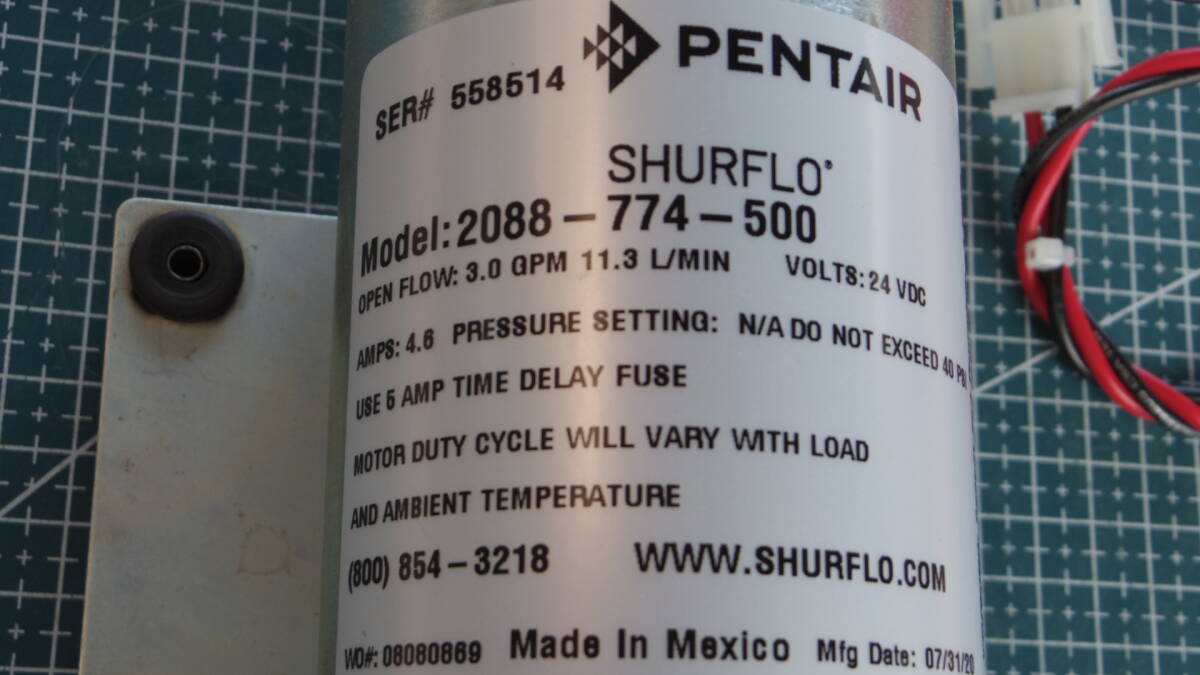 PENTAIR
SER# 558514
SHURFLO®
Model: 2088-774-500
OPEN FLOW: 3.0 GPM 11.3 L/MIN VOLTS: 24 VDC
AMPS: 4.6 PRESSURE SETTING: N/A DO NOT EXCEED 40 PSI
USE 5 AMP TIME DELAY FUSE
MOTOR DUTY CYCLE WILL VARY WITH LOAD
AND AMBIENT TEMPERATURE
(800) 854-3218 WWW.SHURFLO.COM
WO#: 08080869 Made In Mexico Mfg Date: 07/31/20